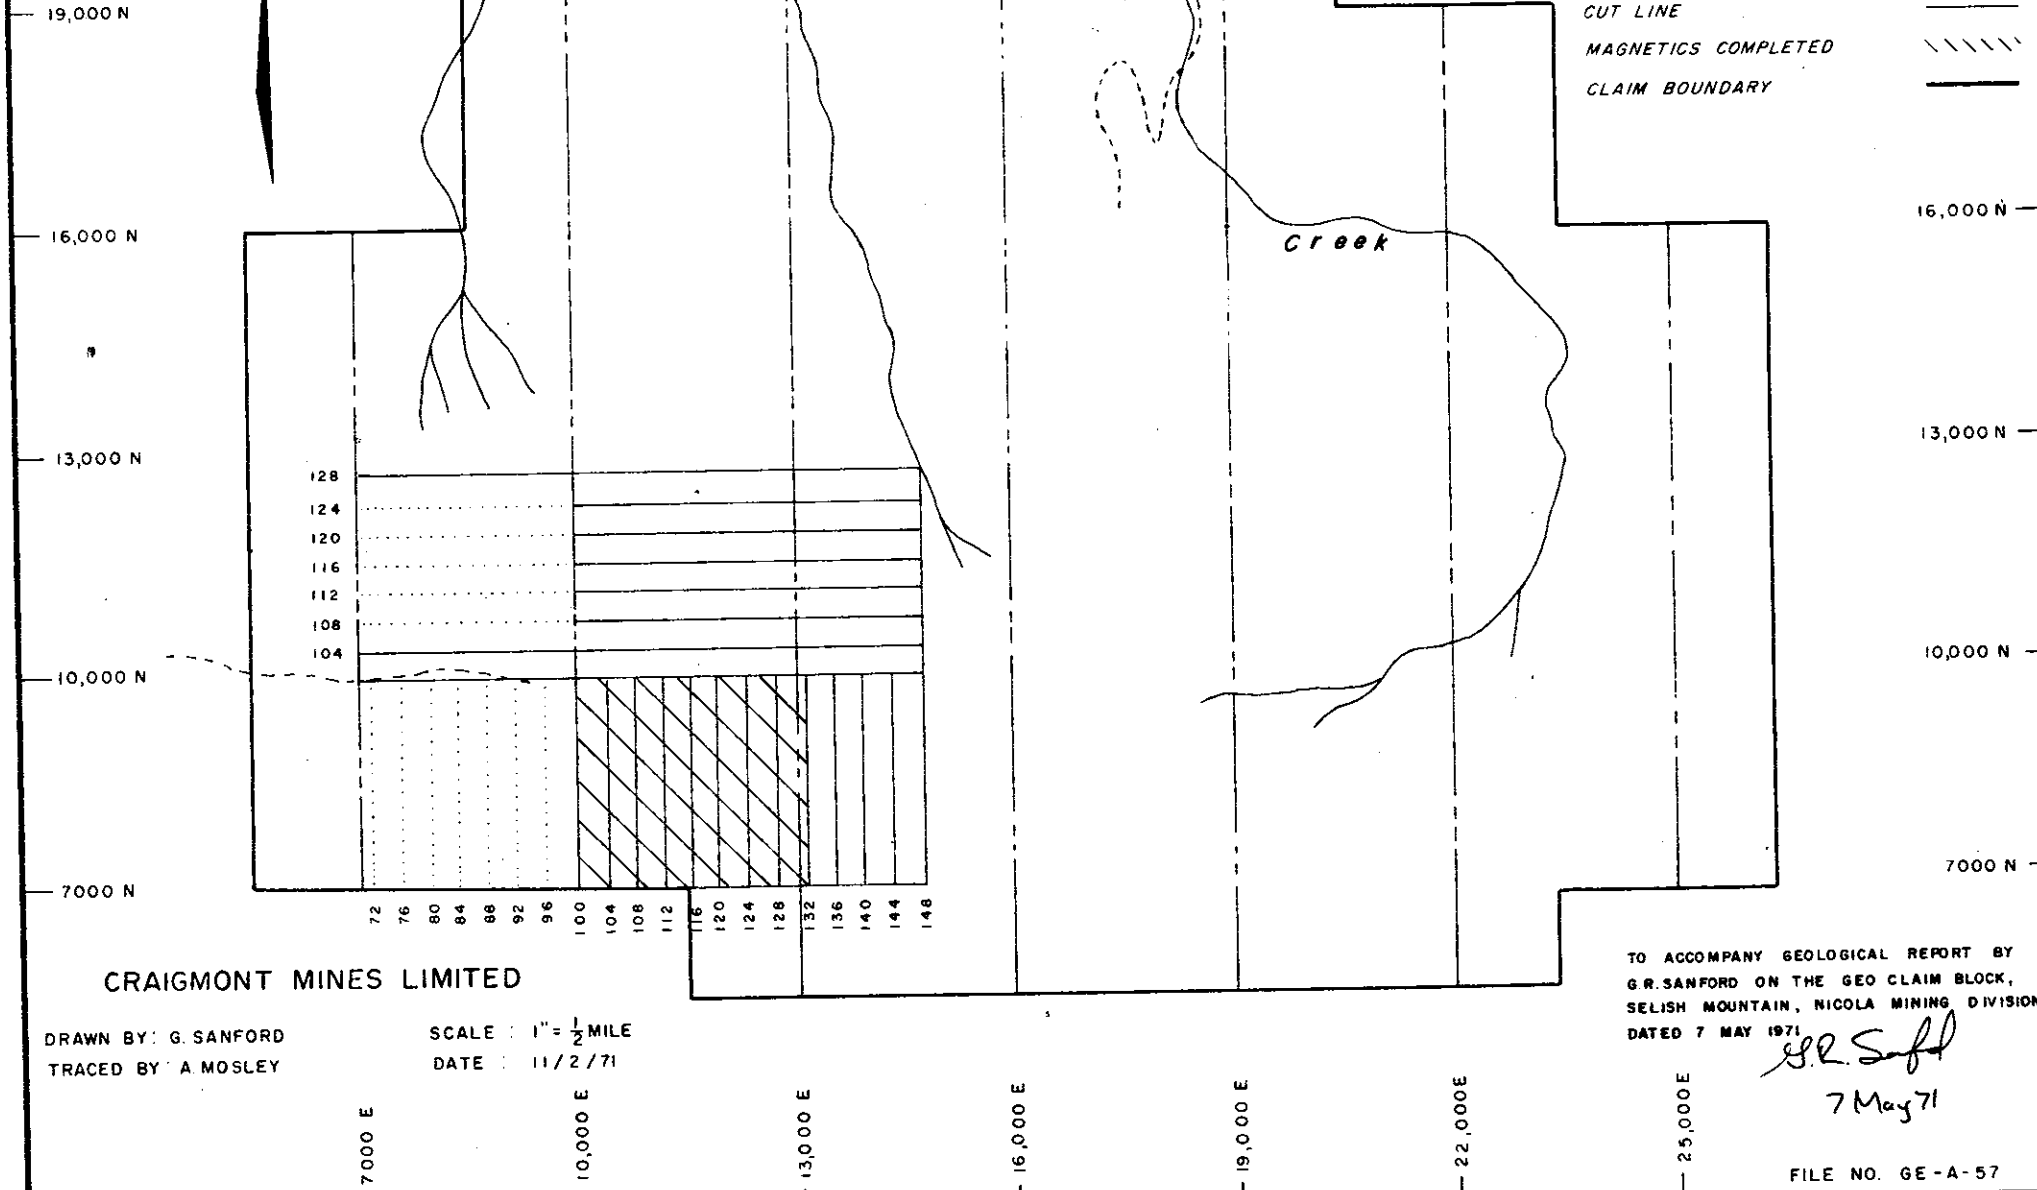 19,000 N
CUT LINE
MAGNETICS COMPLETED
CLAIM BOUNDARY
16,000 N
16,000 N
Creek
13,000 N
13,000 N
128
124
120
116
112
108
104
10,000 N
10,000 N
7000 N
7000 N
72 76 80 84 88 92 96 100 104 108 112 116 120 124 128 132 136 140 144 148
CRAIGMONT MINES LIMITED
DRAWN BY: G. SANFORD
TRACED BY A. MOSLEY
SCALE : 1" = 1/2 MILE
DATE : 11/2/71
TO ACCOMPANY GEOLOGICAL REPORT BY
G.R. SANFORD ON THE GEO CLAIM BLOCK,
SELISH MOUNTAIN, NICOLA MINING DIVISION
DATED 7 MAY 1971
G.R. Sanford
7 May 71
7000 E
10,000 E
13,000 E
16,000 E
19,000 E
22,000E
25,000E
FILE NO. GE-A-57